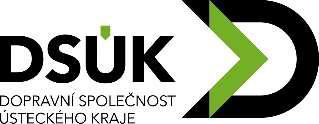 DSÚK
DOPRAVNÍ SPOLEČNOST
ÚSTECKÉHO KRAJE